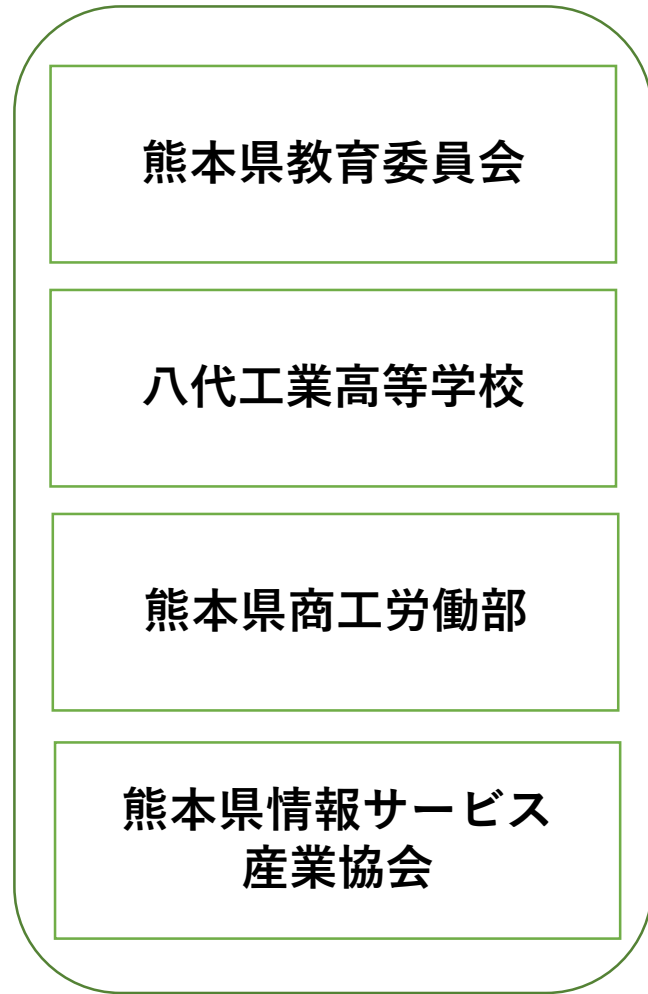 熊本県教育委員会
八代工業高等学校
熊本県商工労働部
熊本県情報サービス
産業協会